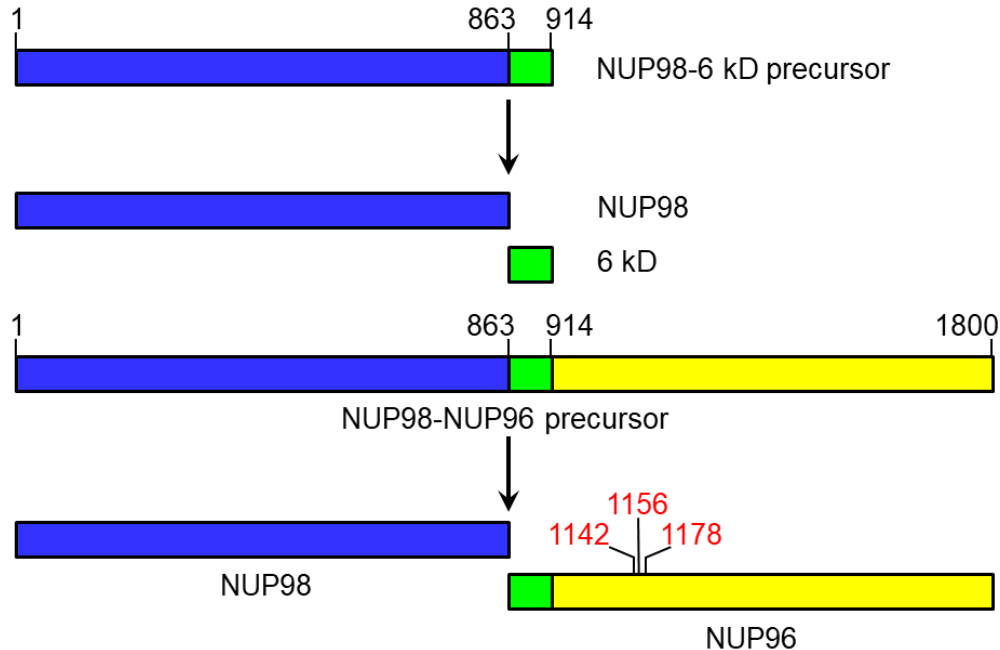 1 863 914
NUP98-6 kD precursor
NUP98
6 kD
1 863 914 1800
NUP98-NUP96 precursor
1156
1142 1178
NUP98
NUP96